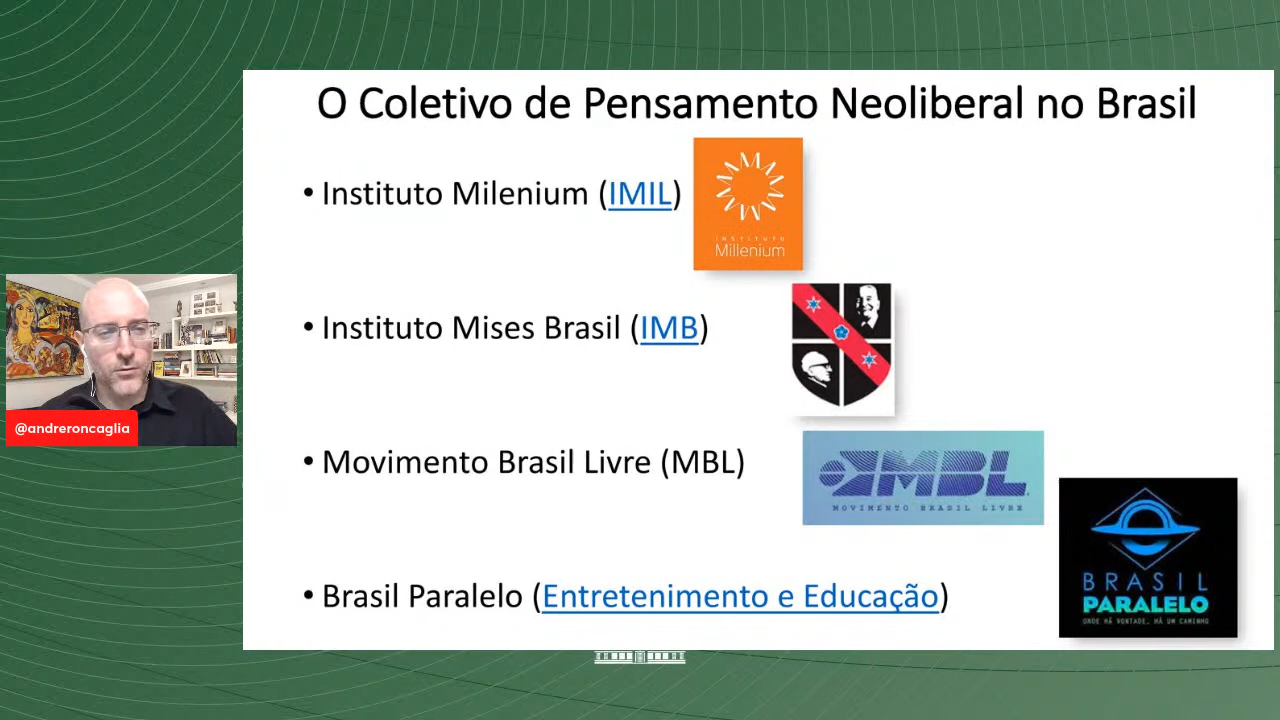 O Coletivo de Pensamento Neoliberal no Brasil
• Instituto Milenium (IMIL)
INSTITUTO
Millenium
• Instituto Mises Brasil (IMB)
@andreroncaglia
• Movimento Brasil Livre (MBL)
MBL
MOVIMENTO BRASIL LIVRE
• Brasil Paralelo (Entretenimento e Educação)
BRASIL
PARALELO
ONDE HÁ VONTADE, HÁ UM CAMINHO